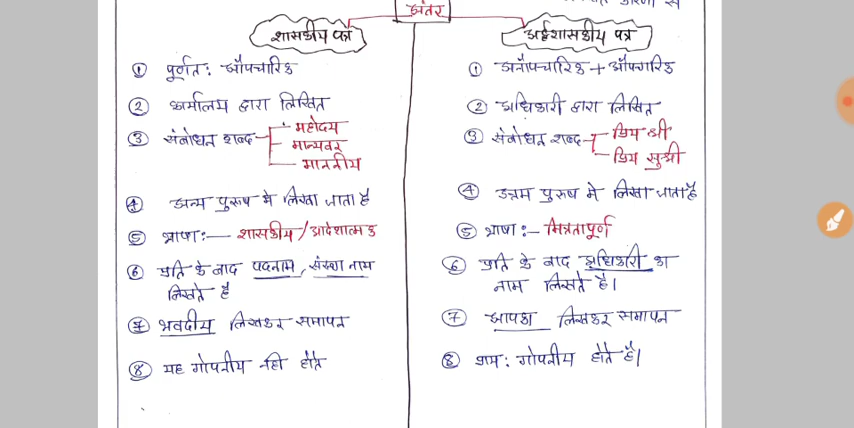 कारणों से
अंतर
शासकीय पत्र
① पूर्णतः औपचारिक
② कार्यालय द्वारा लिखित
③ संबोधन शब्द
महोदय
मान्यवर
माननीय
④ अन्य पुरुष मे लिखा जाता है
⑤ भाषा :— शासकीय/आदेशात्मक
⑥ प्रति के बाद पदनाम, संस्था नाम
लिखते है
⑦ भवदीय लिखकर समापन
⑧ यह गोपनीय नही होते
अर्द्धशासकीय पत्र
① अनौपचारिक + औपचारिक
② अधिकारी द्वारा लिखित
③ संबोधन शब्द
प्रिय श्री
प्रिय सुश्री
④ उत्तम पुरुष मे लिखा जाता है
⑤ भाषा :— मित्रतापूर्ण
⑥ प्रति के बाद अधिकारी का
नाम लिखते है।
⑦ आपका लिखकर समापन
⑧ प्रायः गोपनीय होते है।